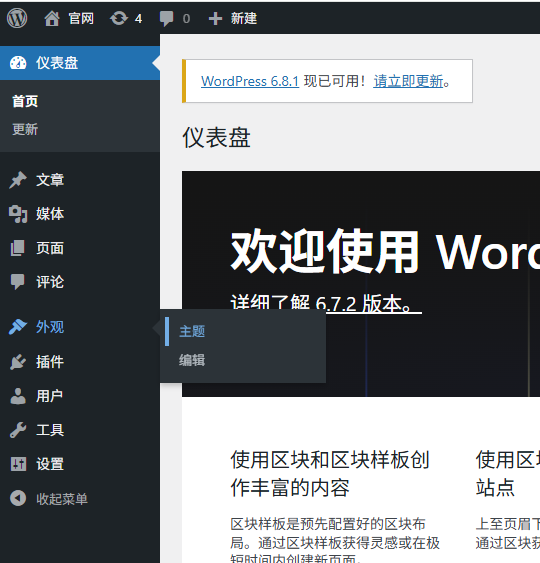 官网 4 0 新建
仪表盘
首页
更新
文章
媒体
页面
评论
外观
主题
编辑
插件
用户
工具
设置
收起菜单
WordPress 6.8.1 现已可用！请立即更新。
仪表盘
欢迎使用 Word
详细了解 6.7.2 版本。
使用区块和区块样板创
作丰富的内容
区块样板是预先配置好的区块布
局。通过区块样板获得灵感或在极
短时间内创建新页面。
使用区块
站点
上至页眉下
通过区块获